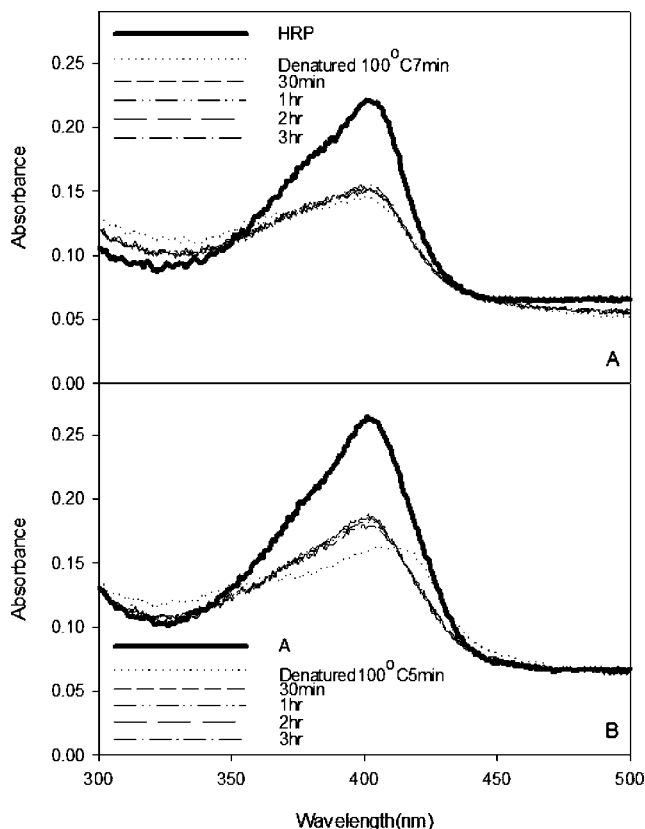 HRP
Denatured 100°C7min
30min
1hr
2hr
3hr
0.25
0.20
0.15
0.10
0.05
0.00
Absorbance
A
0.25
0.20
0.15
0.10
0.05
0.00
Absorbance
A
Denatured 100°C5min
30min
1hr
2hr
3hr
B
300
350
400
450
500
Wavelength(nm)